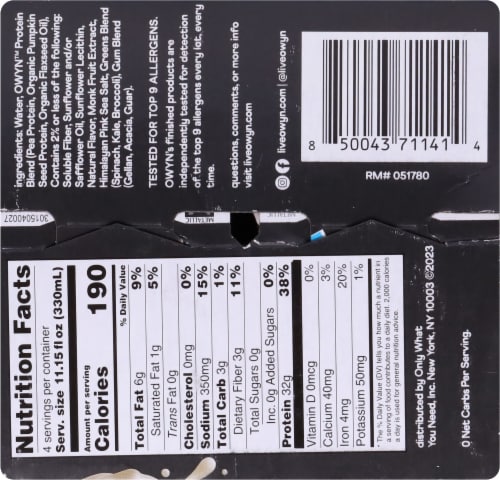 ingredients: Water, OWYN™ Protein
Blend (Pea Protein, Organic Pumpkin
Seed Protein, Organic Flaxseed Oil),
Contains 2% or less of the following:
Soluble Fiber, Sunflower and/or
Safflower Oil, Sunflower Lecithin,
Natural Flavor, Monk Fruit Extract,
Himalayan Pink Sea Salt, Greens Blend
(Spinach, Kale, Broccoli), Gum Blend
(Gellan, Acacia, Guar).
TESTED FOR TOP 9 ALLERGENS.
OWYN's finished products are
independently tested for detection
of the top 9 allergens every lot, every
time.
questions, comments, or more info
visit liveowyn.com
liveowyn.com | @liveowyn
8 50043 71141 4
RM# 051780
3015040027
METALLIC
METALLIC
Nutrition Facts
4 servings per container
Serv. size 11.15 fl oz (330mL)
Amount per serving
Calories 190
% Daily Value
Total Fat 6g 9%
Saturated Fat 1g 5%
Trans Fat 0g
Cholesterol 0mg 0%
Sodium 350mg 15%
Total Carb 3g 1%
Dietary Fiber 3g 11%
Total Sugars 0g
Inc. 0g Added Sugars 0%
Protein 32g 38%
Vitamin D 0mcg 0%
Calcium 40mg 3%
Iron 4mg 20%
Potassium 50mg 1%
* The % Daily Value (DV) tells you how much a nutrient in
a serving of food contributes to a daily diet. 2,000 calories
a day is used for general nutrition advice.
distributed by Only What
You Need, Inc. New York, NY 10003 ©2023
0 Net Carbs Per Serving.